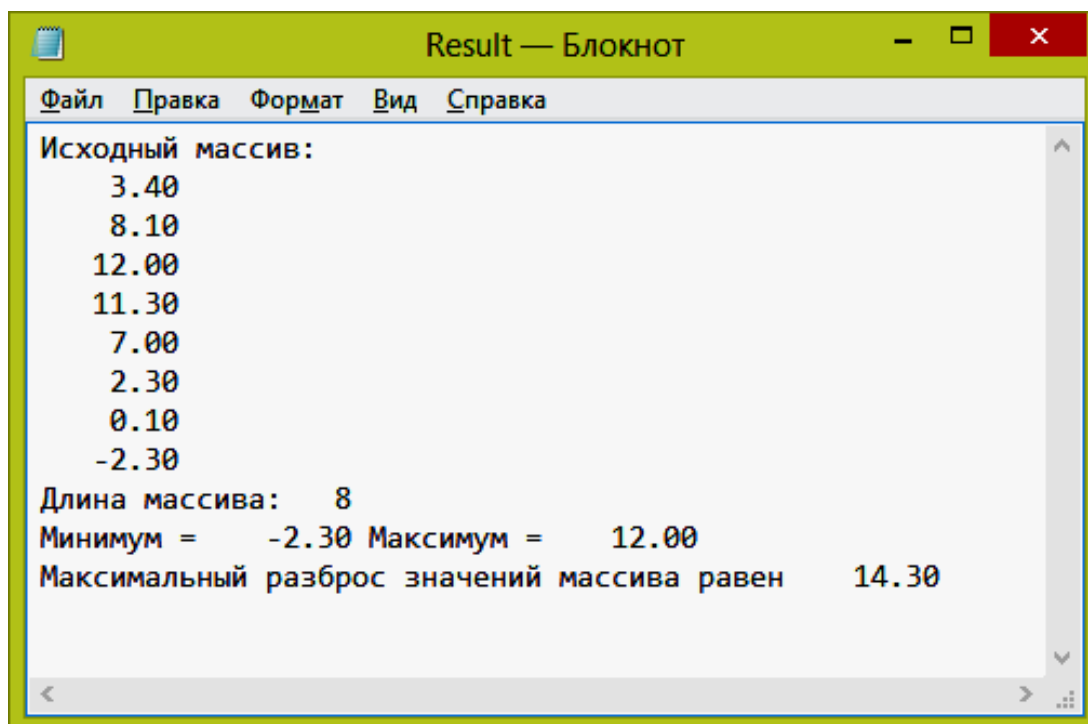 Result — Блокнот
Файл Правка Формат Вид Справка
Исходный массив:
3.40
8.10
12.00
11.30
7.00
2.30
0.10
-2.30
Длина массива: 8
Минимум = -2.30 Максимум = 12.00
Максимальный разброс значений массива равен 14.30